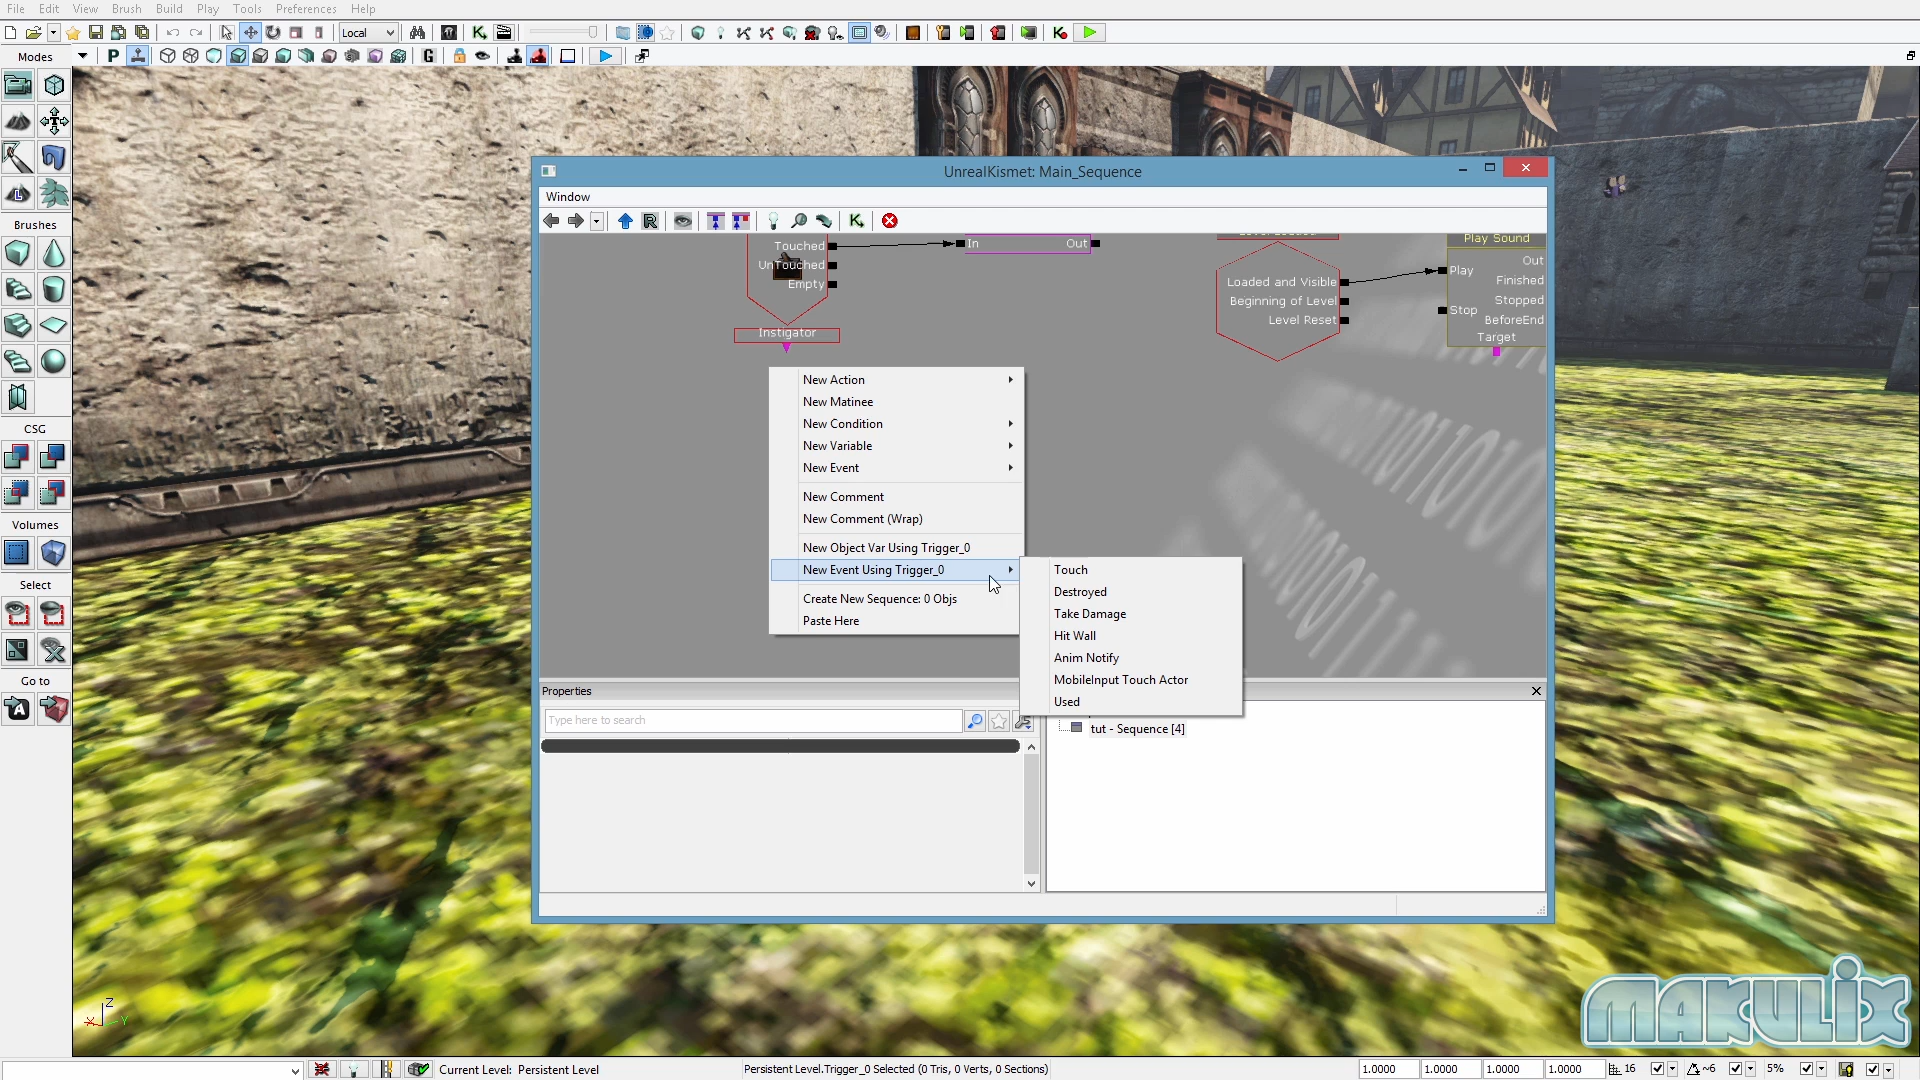 File Edit View Brush Build Play Tools Preferences Help
Local
Modes
P
G
UnrealKismet: Main_Sequence
Window
R
K
Touched
UnTouched
Empty
Instigator
In
Out
Loaded and Visible
Beginning of Level
Level Reset
Play Sound
Play
Stop
Out
Finished
Stopped
BeforeEnd
Target
Brushes
CSG
Volumes
Select
Go to
New Action
New Matinee
New Condition
New Variable
New Event
New Comment
New Comment (Wrap)
New Object Var Using Trigger_0
New Event Using Trigger_0
Create New Sequence: 0 Objs
Paste Here
Touch
Destroyed
Take Damage
Hit Wall
Anim Notify
MobileInput Touch Actor
Used
Properties
Type here to search
tut - Sequence [4]
Z
X
Y
MAKULIX
Current Level: Persistent Level
Persistent Level.Trigger_0 Selected (0 Tris, 0 Verts, 0 Sections)
1.0000 1.0000 1.0000 1.0000
16
~6
5%